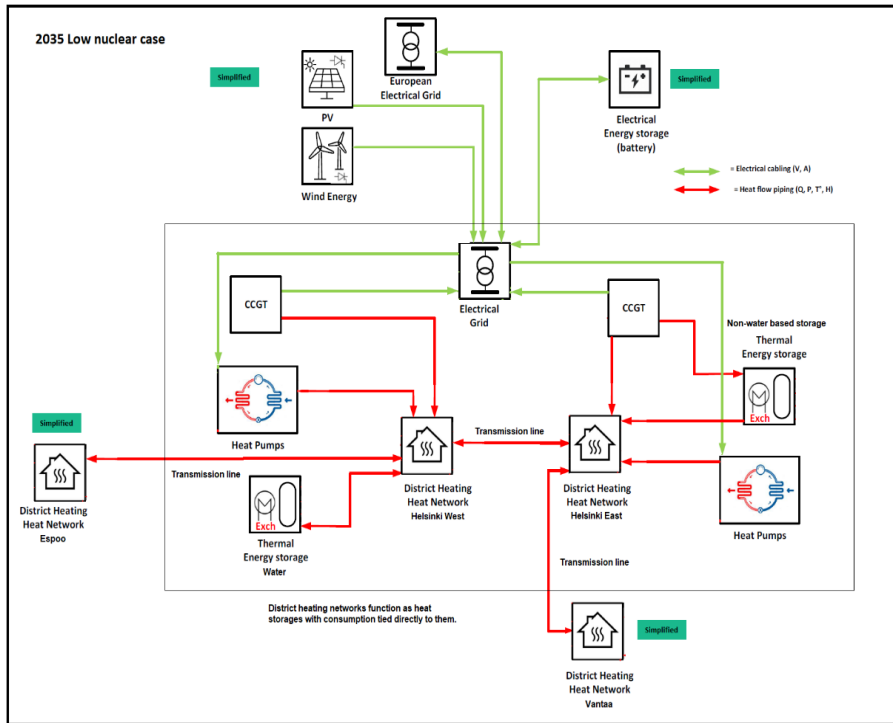 2035 Low nuclear case
Simplified
PV
European
Electrical Grid
Simplified
Electrical
Energy storage
(battery)
Wind Energy
= Electrical cabling (V, A)
= Heat flow piping (Q, P, T°, H)
Electrical
Grid
CCGT
CCGT
Non-water based storage
Thermal
Energy storage
Exch
Heat Pumps
Simplified
Transmission line
District Heating
Heat Network
Espoo
Transmission line
Exch
Thermal
Energy storage
Water
District Heating
Heat Network
Helsinki West
District Heating
Heat Network
Helsinki East
Heat Pumps
Transmission line
District heating networks function as heat
storages with consumption tied directly to them.
Simplified
District Heating
Heat Network
Vantaa